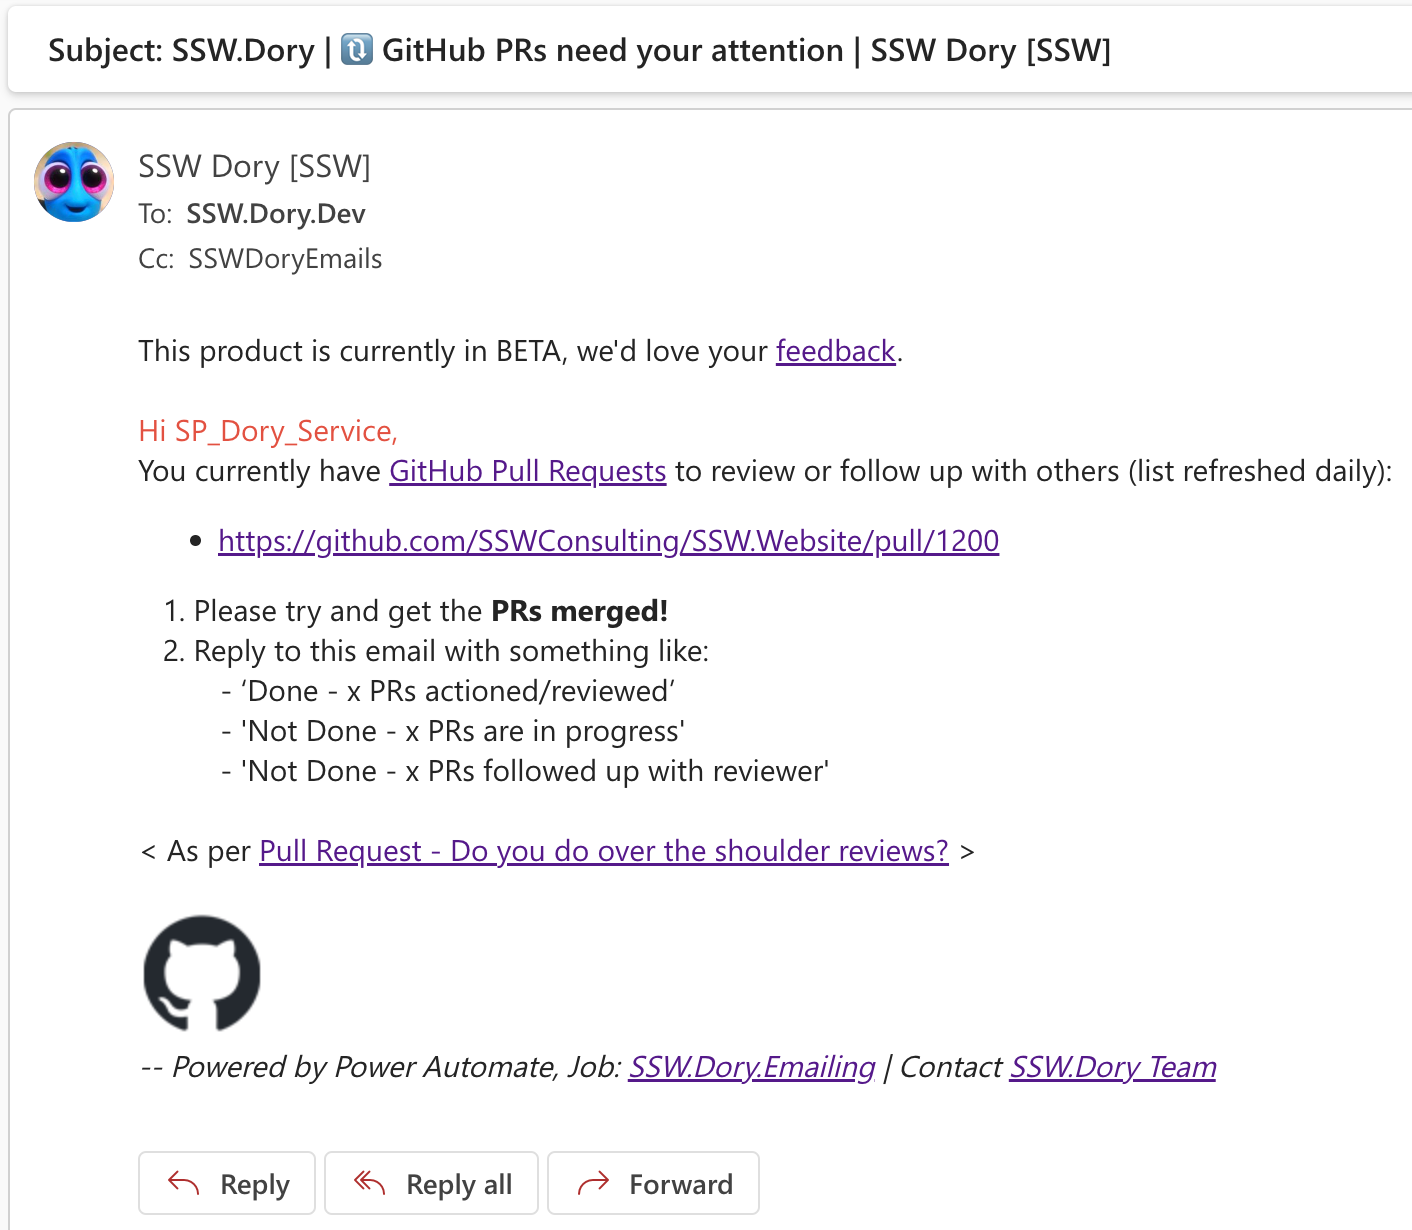 Subject: SSW.Dory | 🔃 GitHub PRs need your attention | SSW Dory [SSW]
SSW Dory [SSW]
To: SSW.Dory.Dev
Cc: SSWDoryEmails
This product is currently in BETA, we'd love your feedback.
Hi SP_Dory_Service,
You currently have GitHub Pull Requests to review or follow up with others (list refreshed daily):
• https://github.com/SSWConsulting/SSW.Website/pull/1200
1. Please try and get the PRs merged!
2. Reply to this email with something like:
- ‘Done - x PRs actioned/reviewed’
- 'Not Done - x PRs are in progress'
- 'Not Done - x PRs followed up with reviewer'
< As per Pull Request - Do you do over the shoulder reviews? >
-- Powered by Power Automate, Job: SSW.Dory.Emailing | Contact SSW.Dory Team
Reply
Reply all
Forward